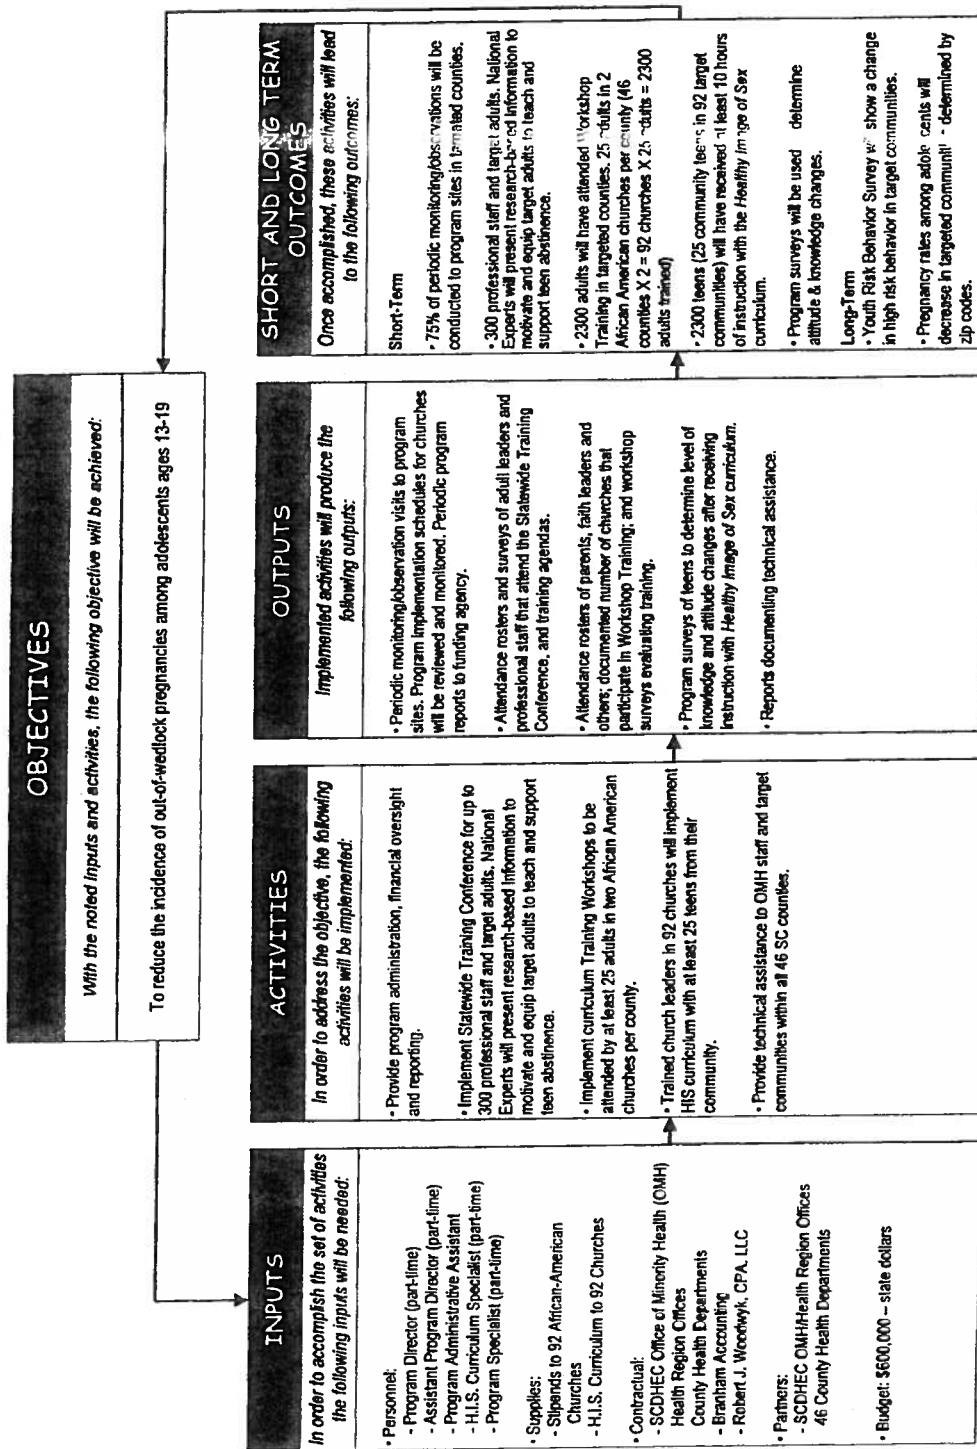 OBJECTIVES
With the noted inputs and activities, the following objective will be achieved:
To reduce the incidence of out-of-wedlock pregnancies among adolescents ages 13-19
INPUTS
In order to accomplish the set of activities
the following inputs will be needed:
• Personnel:
- Program Director (part-time)
- Assistant Program Director (part-time)
- Program Administrative Assistant
- H.I.S. Curriculum Specialist (part-time)
- Program Specialist (part-time)
• Supplies:
- Stipends to 92 African-American
Churches
- H.I.S. Curriculum to 92 Churches
• Contractual:
- SCDHEC Office of Minority Health (OMH)
Health Region Offices
County Health Departments
- Branham Accounting
- Robert J. Woodwyk, CPA, LLC
• Partners:
- SCDHEC OMH/Health Region Offices
46 County Health Departments
• Budget: $600,000 – state dollars
ACTIVITIES
In order to address the objective, the following
activities will be implemented:
• Provide program administration, financial oversight
and reporting.
• Implement Statewide Training Conference for up to
300 professional staff and target adults. National
Experts will present research-based information to
motivate and equip target adults to teach and support
teen abstinence.
• Implement curriculum Training Workshops to be
attended by at least 25 adults in two African American
churches per county.
• Trained church leaders in 92 churches will implement
HIS curriculum with at least 25 teens from their
community.
• Provide technical assistance to OMH staff and target
communities within all 46 SC counties.
OUTPUTS
Implemented activities will produce the
following outputs:
• Periodic monitoring/observation visits to program
sites. Program implementation schedules for churches
will be reviewed and monitored. Periodic program
reports to funding agency.
• Attendance rosters and surveys of adult leaders and
professional staff that attend the Statewide Training
Conference, and training agendas.
• Attendance rosters of parents, faith leaders and
others; documented number of churches that
participate in Workshop Training; and workshop
surveys evaluating training.
• Program surveys of teens to determine level of
knowledge and attitude changes after receiving
instruction with Healthy Image of Sex curriculum.
• Reports documenting technical assistance.
SHORT AND LONG TERM
OUTCOMES
Once accomplished, these activities will lead
to the following outcomes:
Short-Term
• 75% of periodic monitoring/observations will be
conducted to program sites in targeted counties.
• 300 professional staff and target adults. National
Experts will present research-based information to
motivate and equip target adults to teach and
support teen abstinence.
• 2300 adults will have attended Workshop
Training in targeted counties. 25 adults in 2
African American churches per county (46
counties X 2 = 92 churches X 25 adults = 2300
adults trained)
• 2300 teens (25 community teens in 92 target
communities) will have received at least 10 hours
of instruction with the Healthy Image of Sex
curriculum.
• Program surveys will be used determine
attitude & knowledge changes.
Long-Term
• Youth Risk Behavior Survey will show a change
in high risk behavior in target communities.
• Pregnancy rates among adolescents will
decrease in targeted - determined by
zip codes.